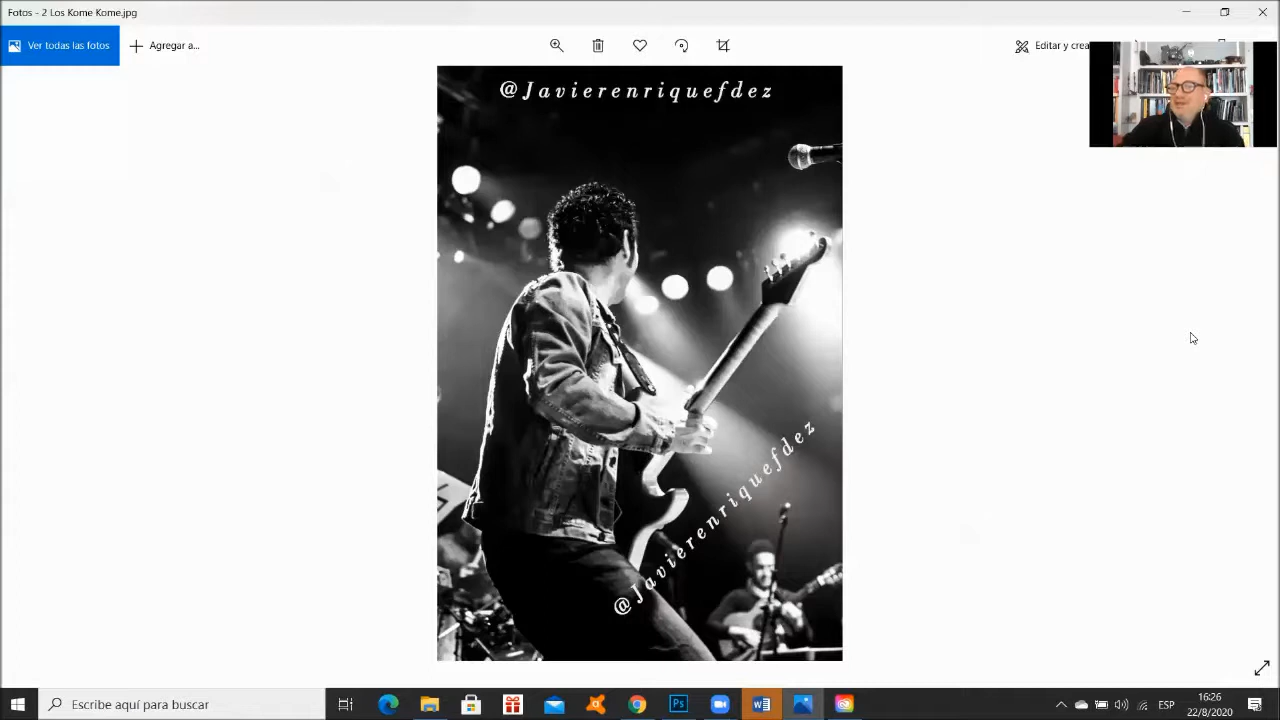 Fotos - 2 Los Kome Kome.jpg
Ver todas las fotos
Agregar a...
Editar y crea
@Javierenriquefdez
@Javierenriquefdez
Escribe aquí para buscar
Ps
W
ESP
16:26
22/8/2020